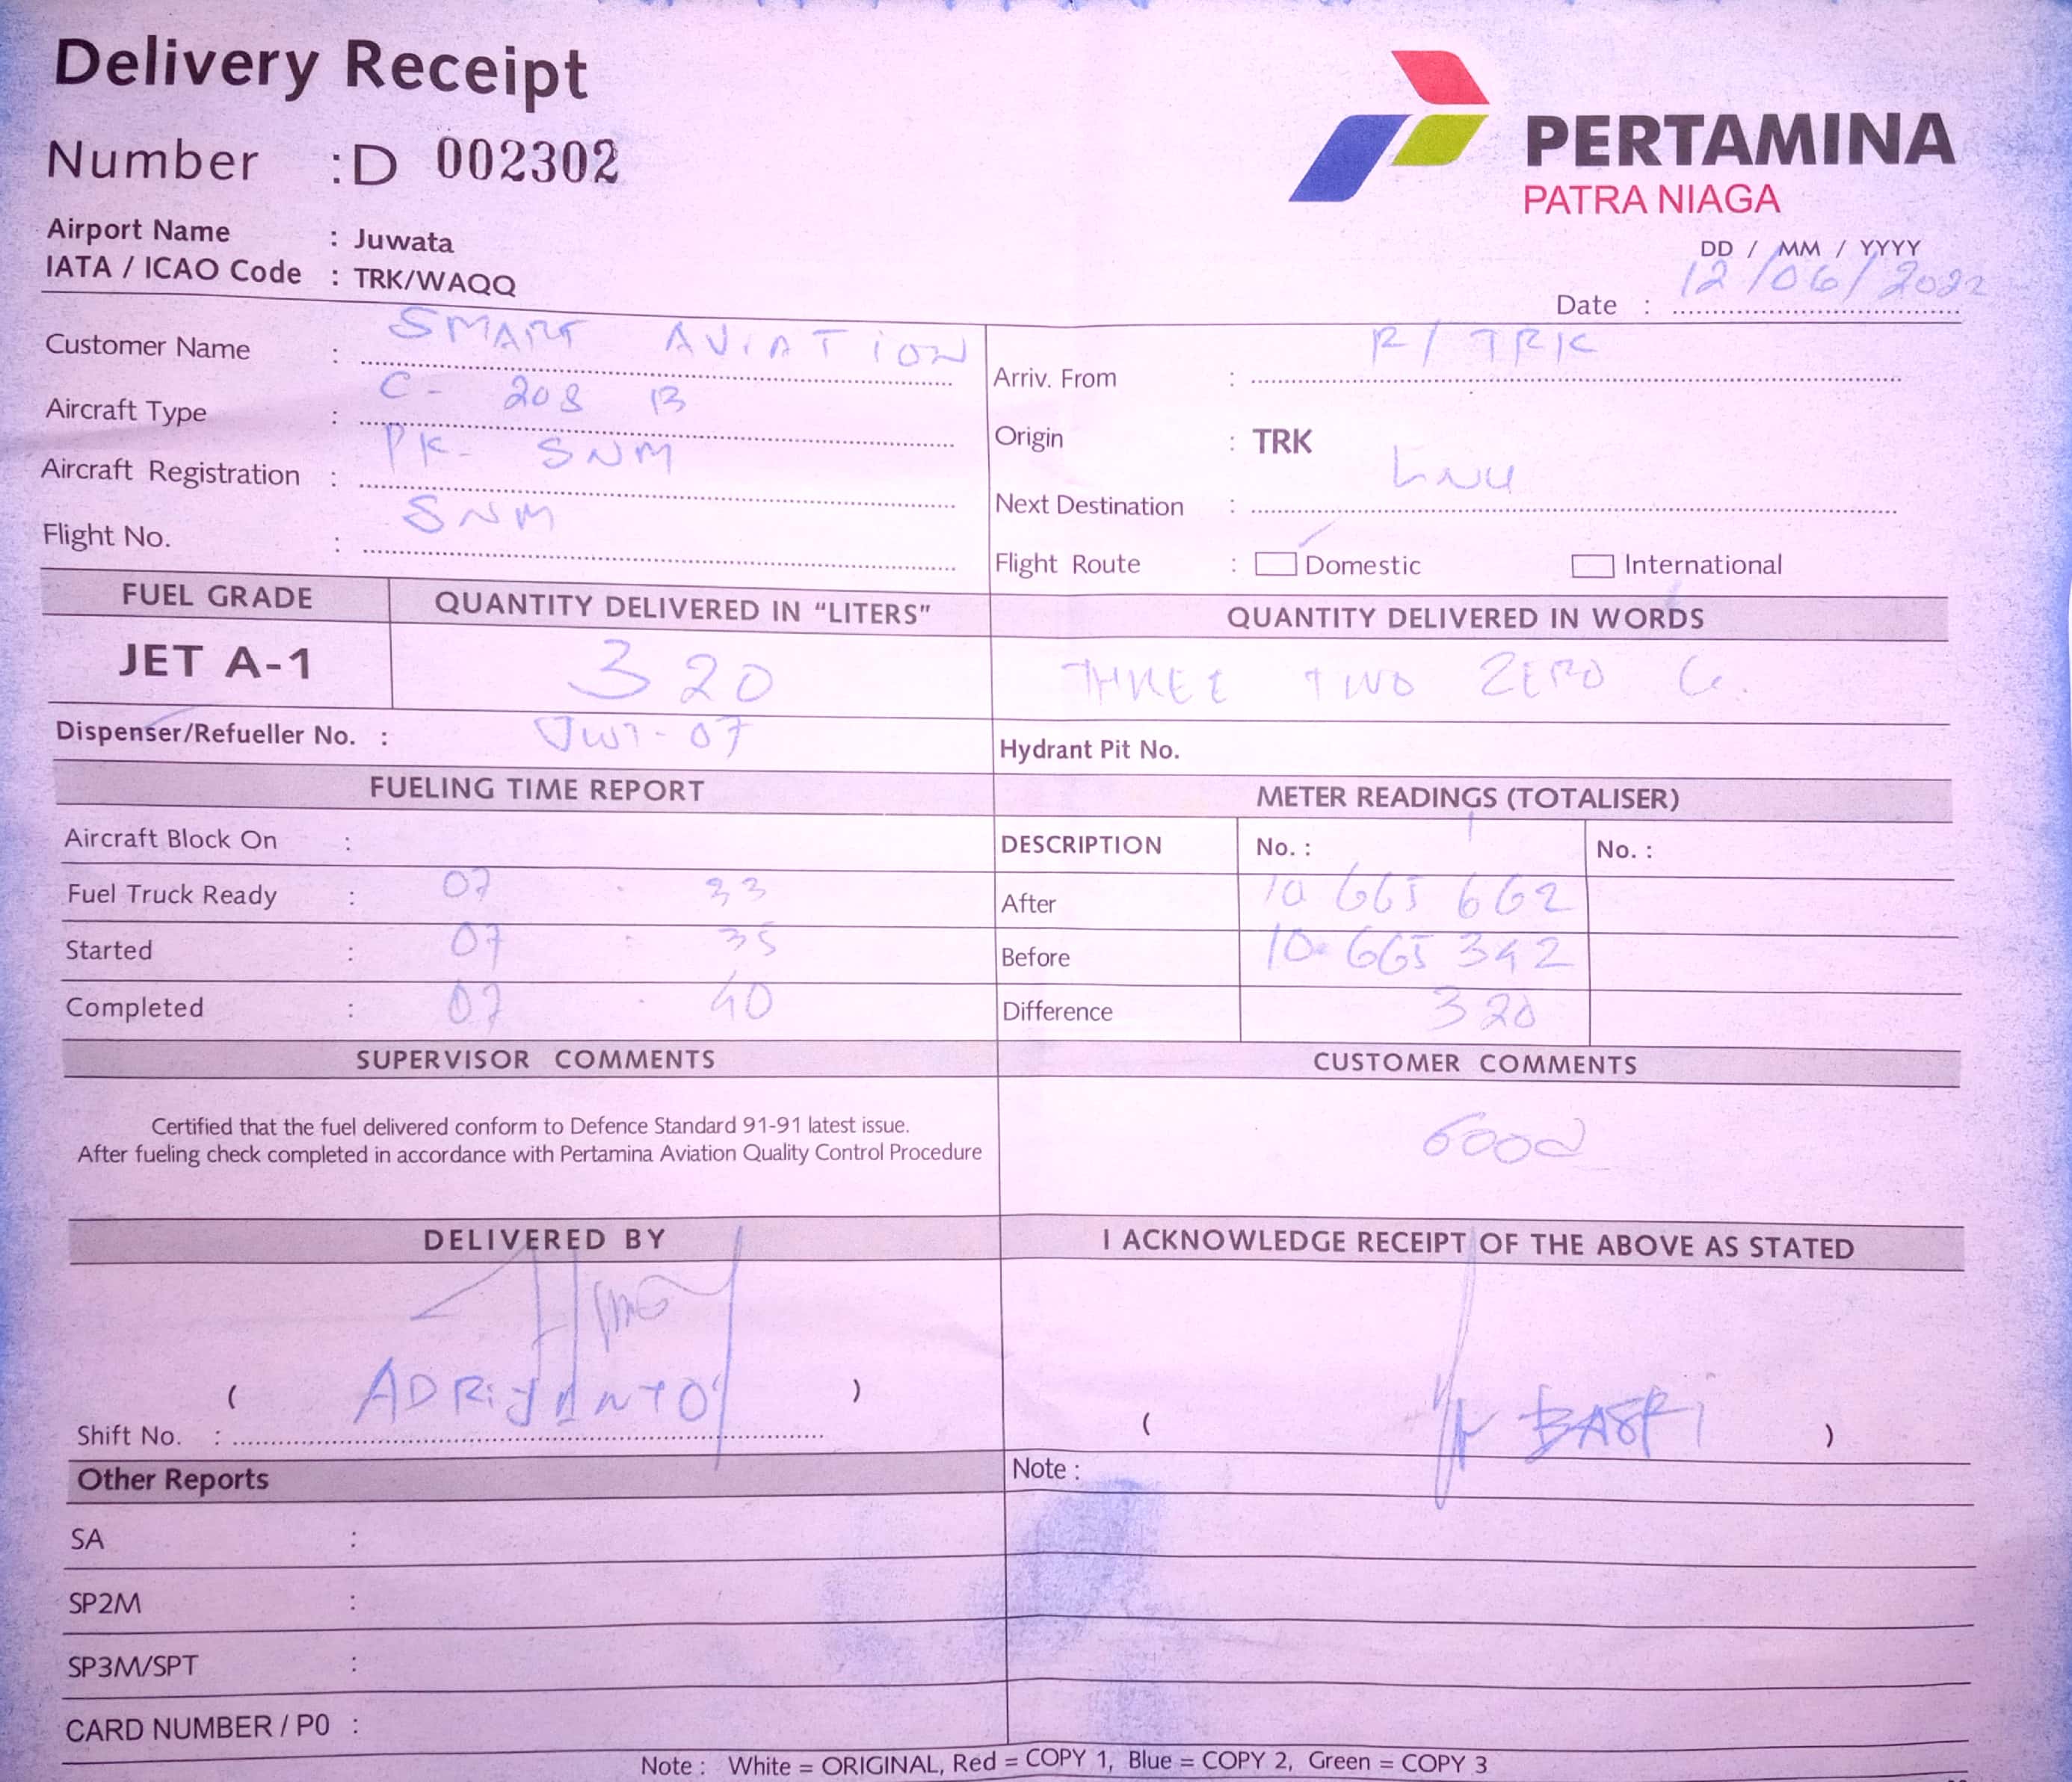 Delivery Receipt
Number : D 002302
PERTAMINA
PATRA NIAGA
Airport Name : Juwata
IATA / ICAO Code : TRK/WAQQ
DD / MM / YYYY
Date : 12/06/2022
Customer Name : SMART AVIATION
Aircraft Type : C- 208 B
Aircraft Registration : PK- SNM
Flight No. : SNM
Arriv. From : R/ TRK
Origin : TRK
Next Destination : LNU
Flight Route : Domestic International
FUEL GRADE QUANTITY DELIVERED IN “LITERS” QUANTITY DELIVERED IN WORDS
JET A-1 320 THREE TWO ZERO
Dispenser/Refueller No. : 07
Hydrant Pit No.
FUELING TIME REPORT
Aircraft Block On :
Fuel Truck Ready : 07 : 33
Started : 07 : 35
Completed : 07 : 40
METER READINGS (TOTALISER)
DESCRIPTION No. : No. :
After 10 665 662
Before 10 665 342
Difference 320
SUPERVISOR COMMENTS
Certified that the fuel delivered conform to Defence Standard 91-91 latest issue.
After fueling check completed in accordance with Pertamina Aviation Quality Control Procedure
CUSTOMER COMMENTS
Good
DELIVERED BY
( ADRIYANTO )
Shift No. :
I ACKNOWLEDGE RECEIPT OF THE ABOVE AS STATED
( BASRI )
Other Reports
SA :
SP2M :
SP3M/SPT :
CARD NUMBER / P0 :
Note :
Note : White = ORIGINAL, Red = COPY 1, Blue = COPY 2, Green = COPY 3